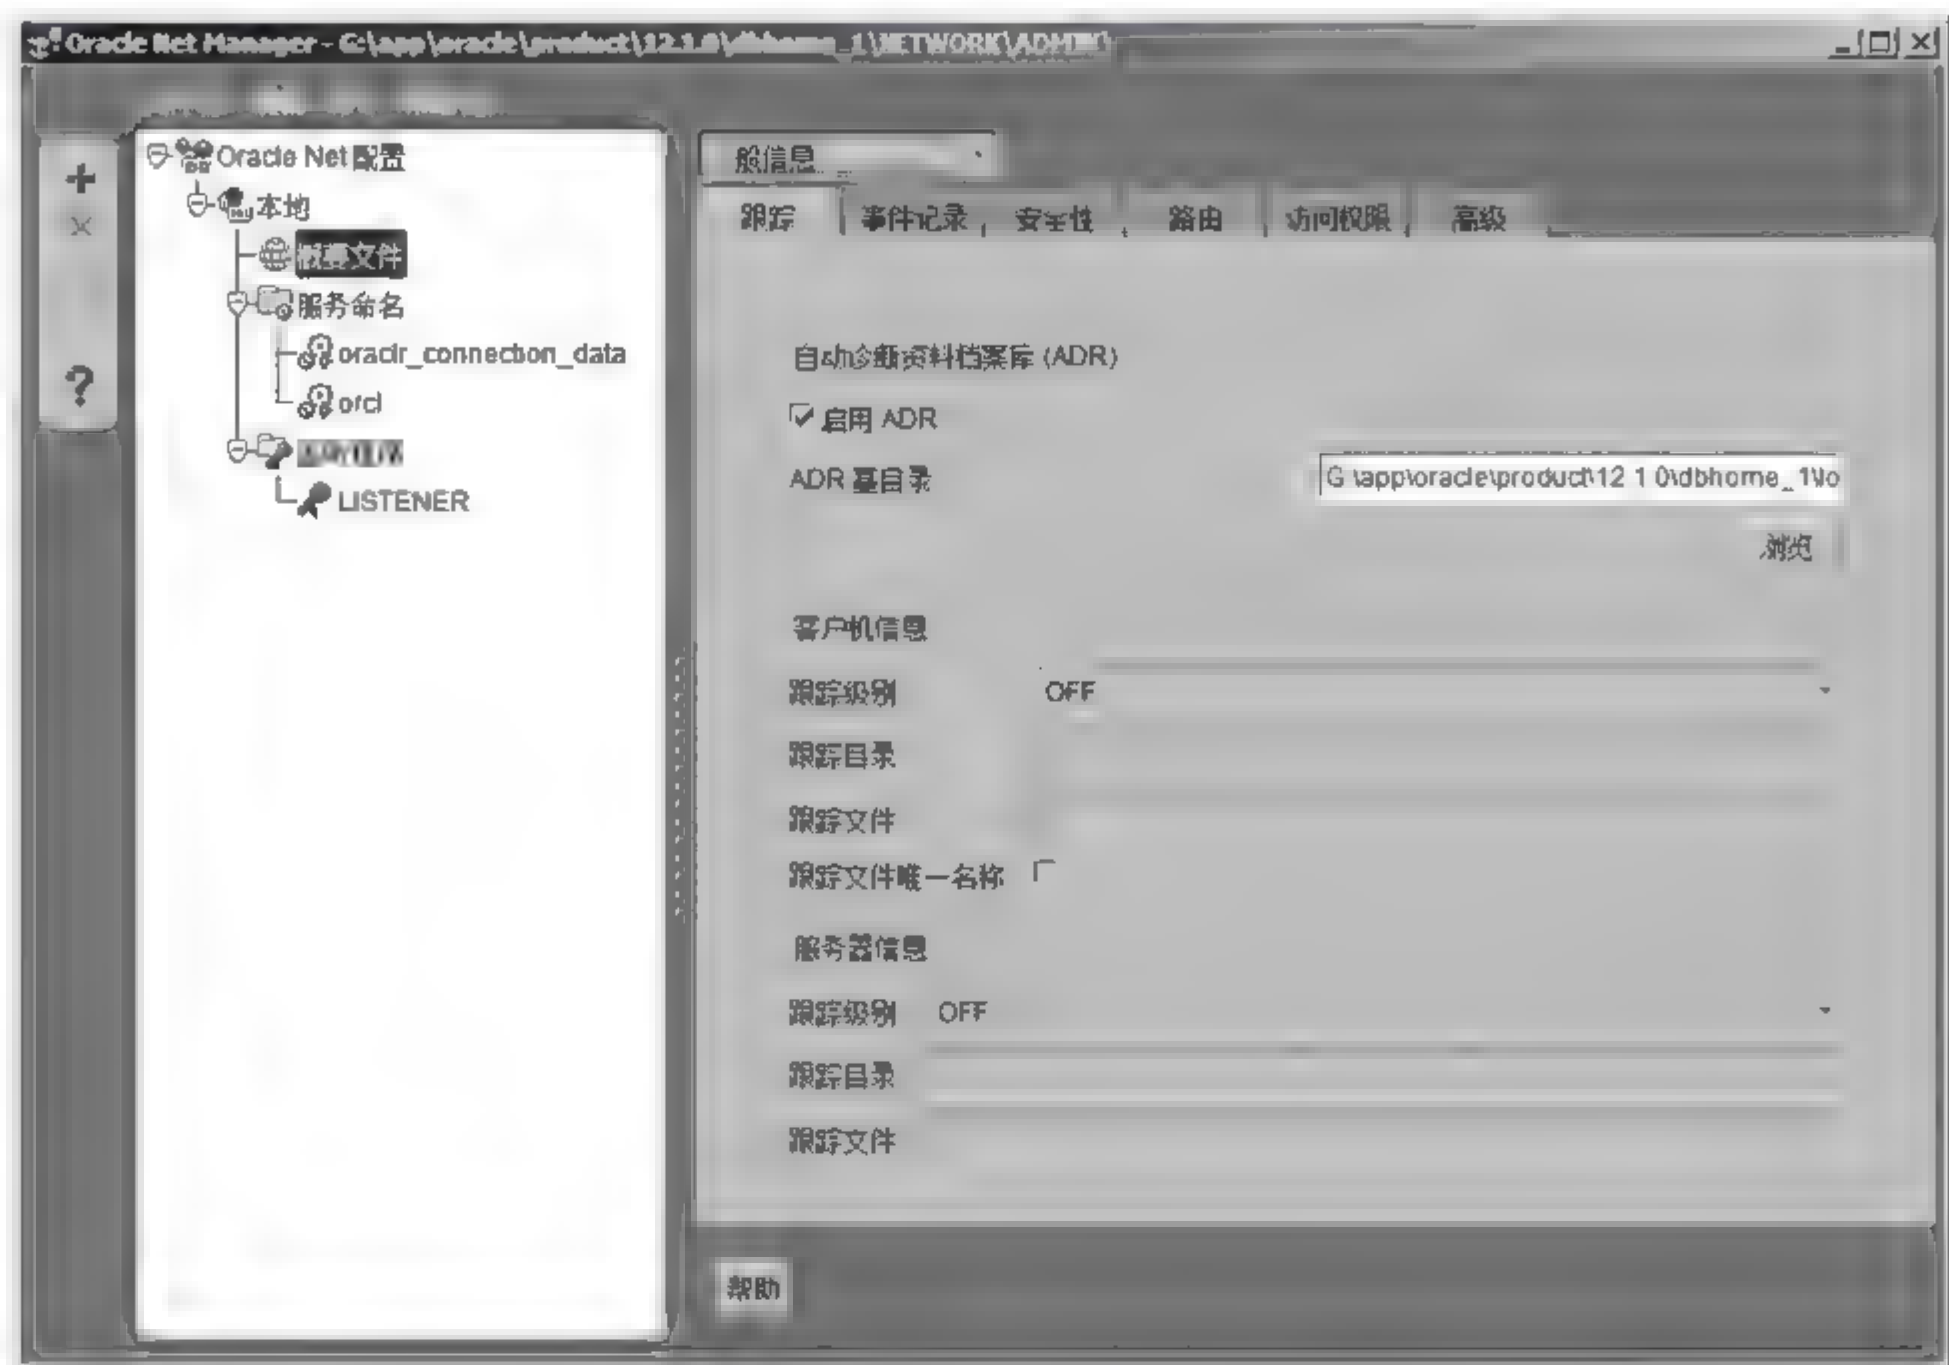 Oracle Net Manager - G:\app\oracle\product\12.1.0\dbhome_1\NETWORK\ADMIN\
Oracle Net 配置
本地
概要文件
服务命名
oraclr_connection_data
orcl
LISTENER
般信息
跟踪 事件记录 安全性 路由 访问权限 高级
自动诊断资料档案库 (ADR)
启用 ADR
ADR 基目录 G \app\oracle\product\12 1 0\dbhome_1\lo
浏览
客户机信息
跟踪级别 OFF
跟踪目录
跟踪文件
跟踪文件唯一名称
服务器信息
跟踪级别 OFF
跟踪目录
跟踪文件
帮助